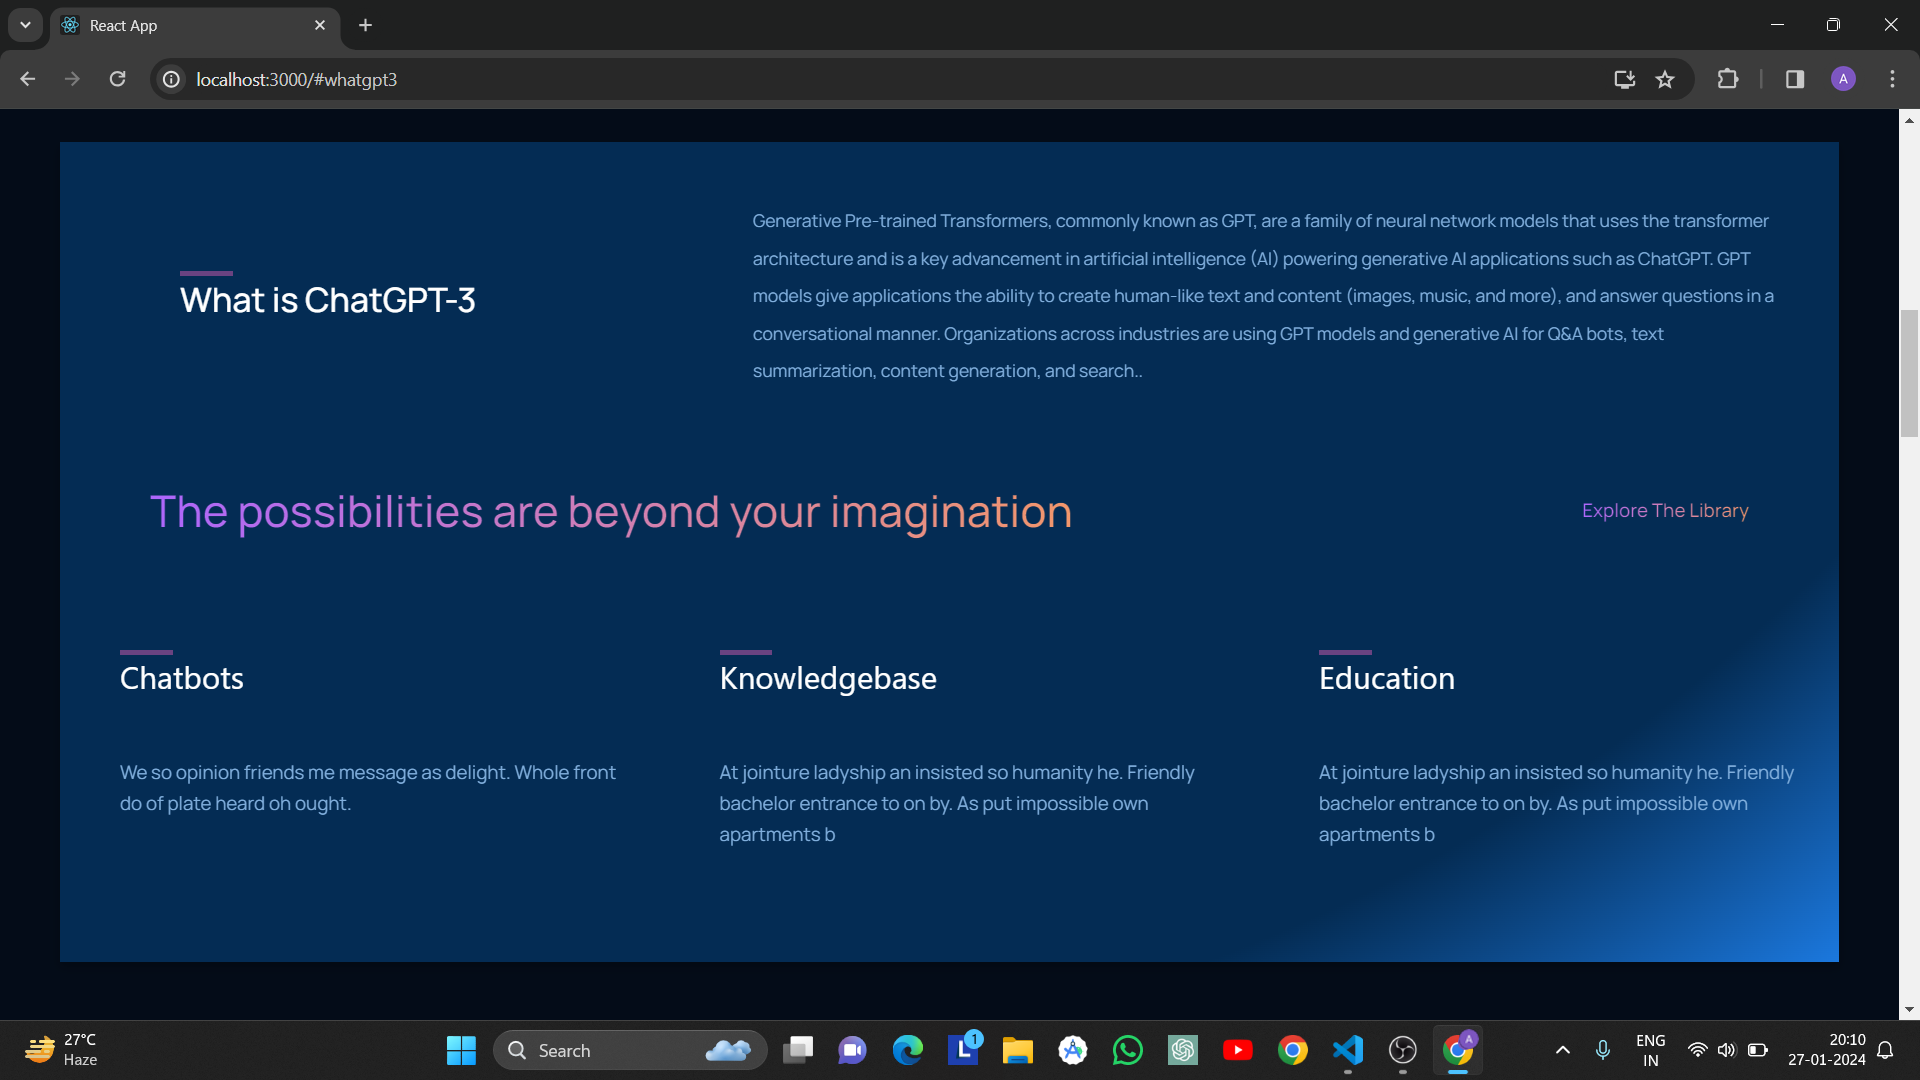 React App
localhost:3000/#whatgpt3
A
Generative Pre-trained Transformers, commonly known as GPT, are a family of neural network models that uses the transformer
architecture and is a key advancement in artificial intelligence (AI) powering generative AI applications such as ChatGPT. GPT
What is ChatGPT-3
models give applications the ability to create human-like text and content (images, music, and more), and answer questions in a
conversational manner. Organizations across industries are using GPT models and generative AI for Q&A bots, text
summarization, content generation, and search..
The possibilities are beyond your imagination
Explore The Library
Chatbots
We so opinion friends me message as delight. Whole front
do of plate heard oh ought.
Knowledgebase
At jointure ladyship an insisted so humanity he. Friendly
bachelor entrance to on by. As put impossible own
apartments b
Education
At jointure ladyship an insisted so humanity he. Friendly
bachelor entrance to on by. As put impossible own
apartments b
27°C
Haze
Search
L
1
A
ENG
IN
20:10
27-01-2024